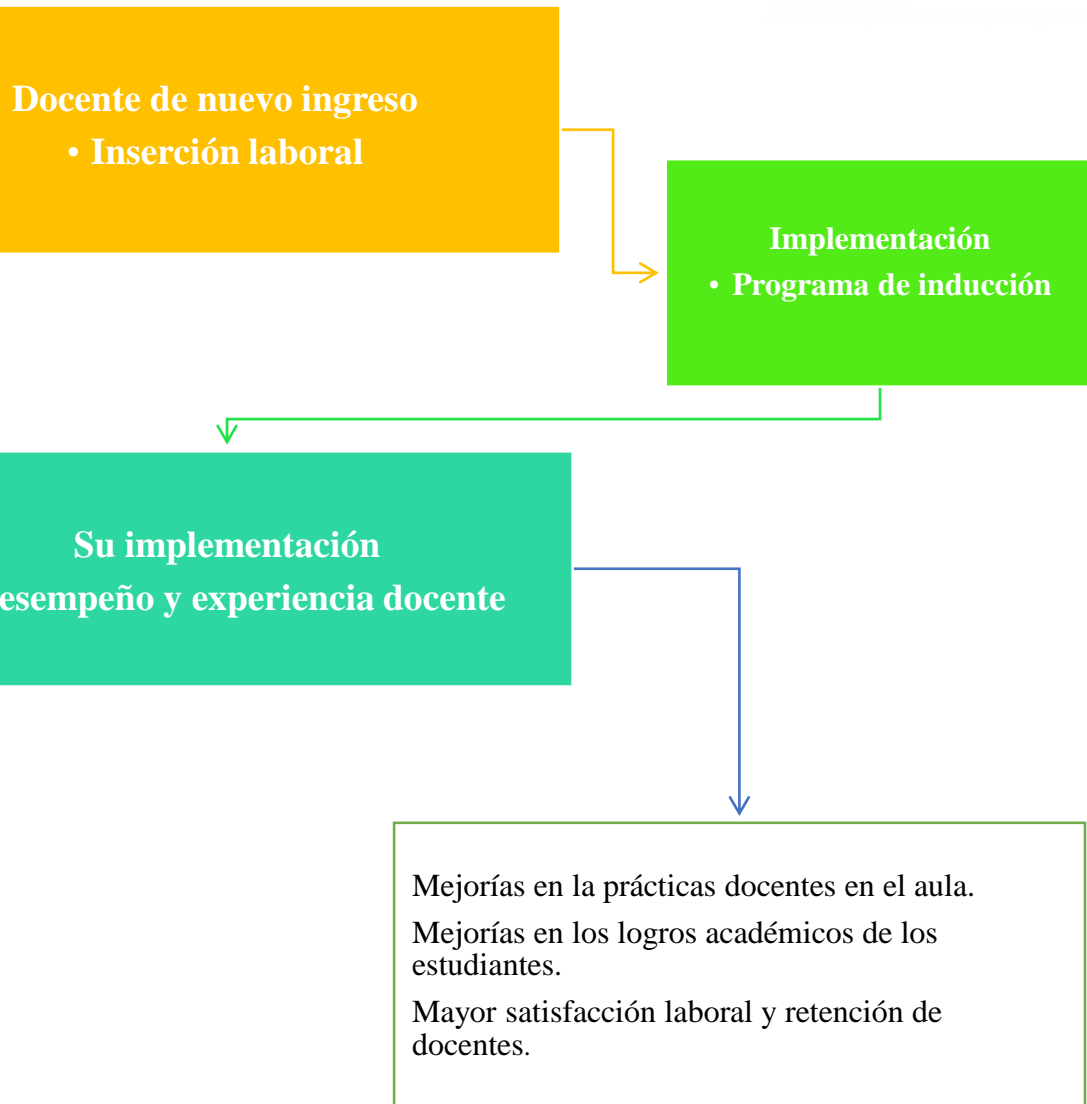 Docente de nuevo ingreso
• Inserción laboral
Implementación
• Programa de inducción
Su implementación
esempeño y experiencia docente
Mejorías en la prácticas docentes en el aula.
Mejorías en los logros académicos de los
estudiantes.
Mayor satisfacción laboral y retención de
docentes.